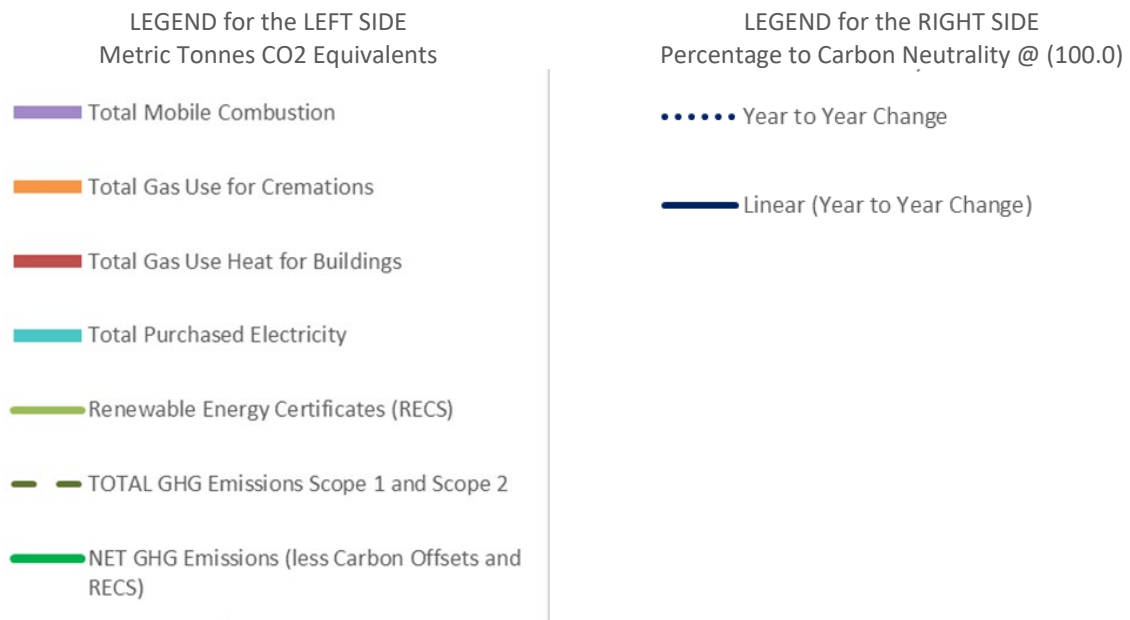 LEGEND for the LEFT SIDE
Metric Tonnes CO2 Equivalents
Total Mobile Combustion
Total Gas Use for Cremations
Total Gas Use Heat for Buildings
Total Purchased Electricity
Renewable Energy Certificates (RECS)
TOTAL GHG Emissions Scope 1 and Scope 2
NET GHG Emissions (less Carbon Offsets and
RECS)
LEGEND for the RIGHT SIDE
Percentage to Carbon Neutrality @ (100.0)
Year to Year Change
Linear (Year to Year Change)